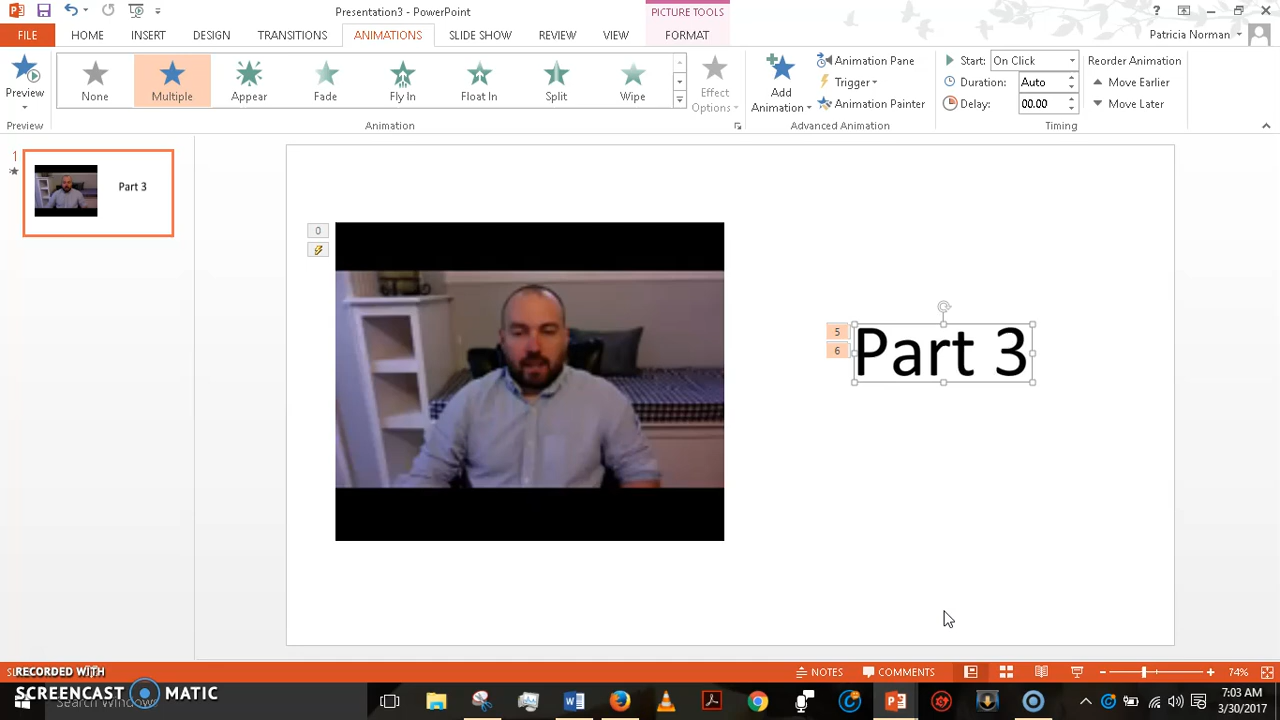 Presentation3 - PowerPoint
PICTURE TOOLS
?
FILE
HOME
INSERT
DESIGN
TRANSITIONS
ANIMATIONS
SLIDE SHOW
REVIEW
VIEW
FORMAT
Patricia Norman
Preview
None
Multiple
Appear
Fade
Fly In
Float In
Split
Wipe
Effect Options
Add Animation
Animation Pane
Trigger
Animation Painter
Start: On Click
Duration: Auto
Delay: 00.00
Reorder Animation
Move Earlier
Move Later
Preview
Animation
Advanced Animation
Timing
1
Part 3
0
5
6
Part 3
NOTES
COMMENTS
74%
RECORDED WITH
SCREENCAST MATIC
Search Windows
7:03 AM
3/30/2017